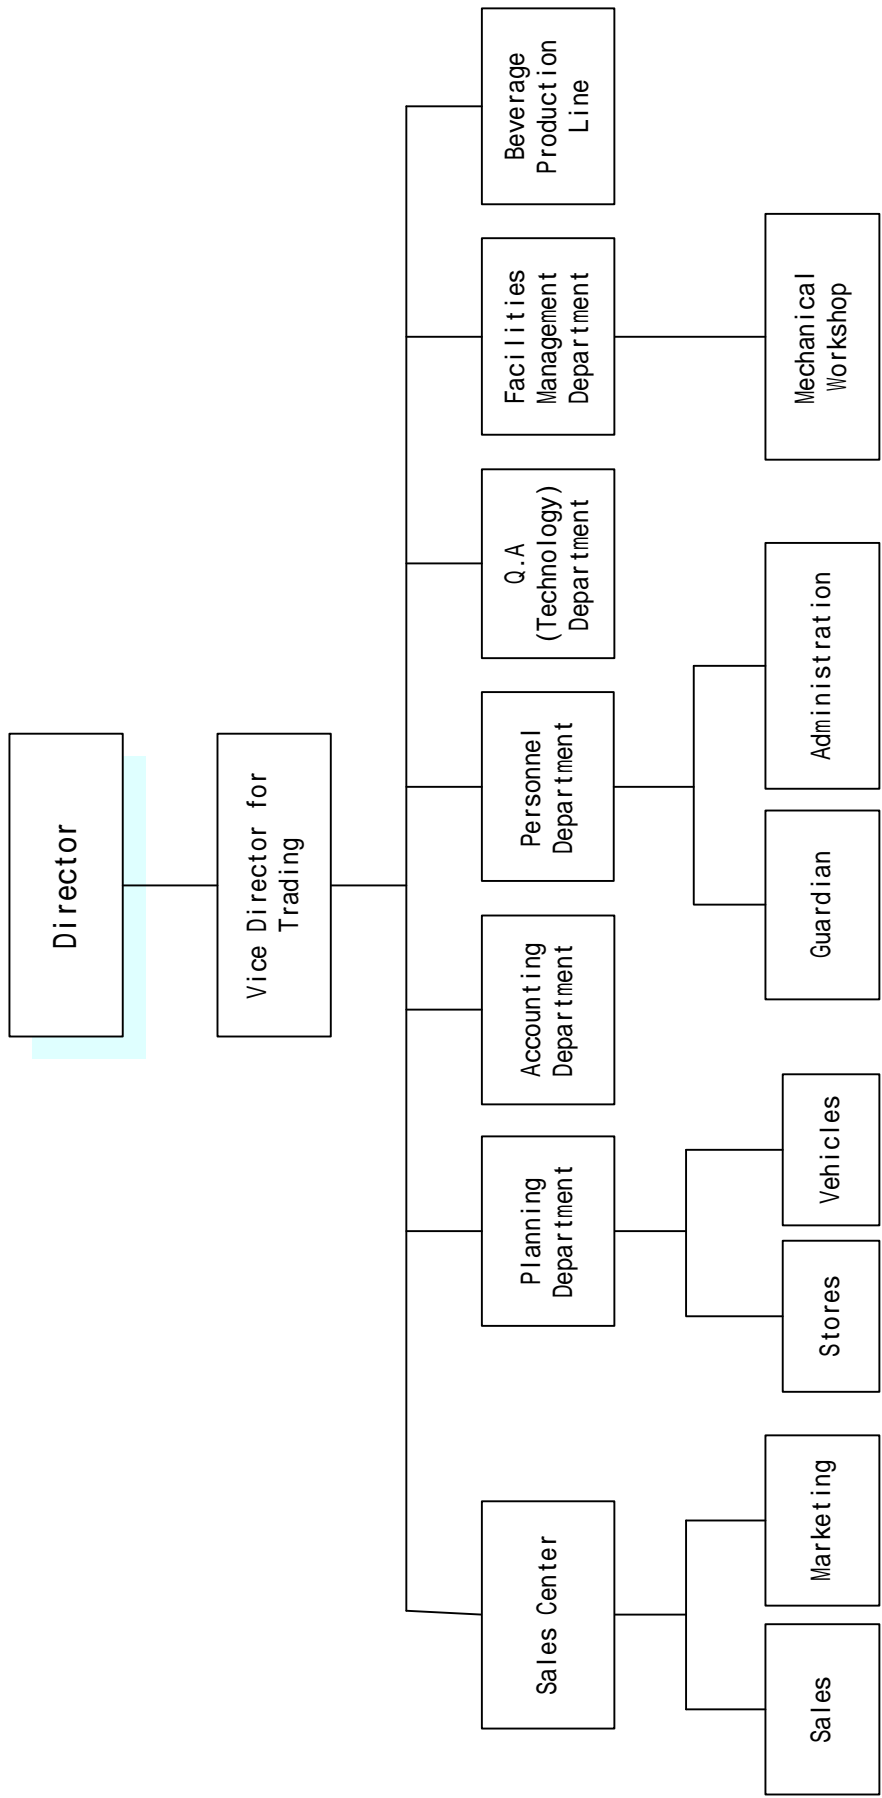 Director
Vice Director for
Trading
Sales Center
Planning
Department
Accounting
Department
Personnel
Department
Q.A
(Technology)
Department
Facilities
Management
Department
Beverage
Production
Line
Sales
Marketing
Stores
Vehicles
Guardian
Administration
Mechanical
Workshop